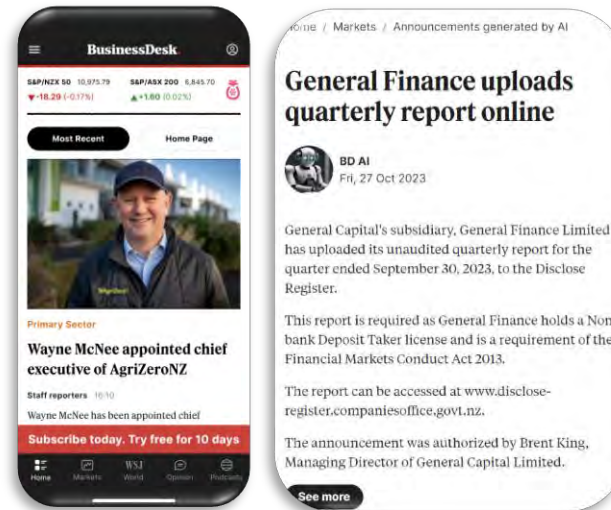 BusinessDesk.
S&P/NZX 50 10,975.79
S&P/ASX 200 6,845.70
-18.29 (-0.17%)
+1.60 (0.02%)
Most Recent
Home Page
Primary Sector
Wayne McNee appointed chief
executive of AgriZeroNZ
Staff reporters 16:10
Wayne McNee has been appointed chief
Subscribe today. Try free for 10 days
Home
Markets
WSJ
World
Opinion
Podcasts
Home / Markets / Announcements generated by AI
General Finance uploads
quarterly report online
BD AI
Fri, 27 Oct 2023
General Capital's subsidiary, General Finance Limited
has uploaded its unaudited quarterly report for the
quarter ended September 30, 2023, to the Disclose
Register.
This report is required as General Finance holds a Non
bank Deposit Taker license and is a requirement of the
Financial Markets Conduct Act 2013.
The report can be accessed at www.disclose-
register.companiesoffice.govt.nz.
The announcement was authorized by Brent King,
Managing Director of General Capital Limited.
See more